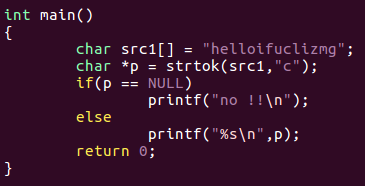 int main()
{
        char src1[] = "helloifuclizmg";
        char *p = strtok(src1,"c");
        if(p == NULL)
                printf("no !!\n");
        else
                printf("%s\n",p);
        return 0;
}